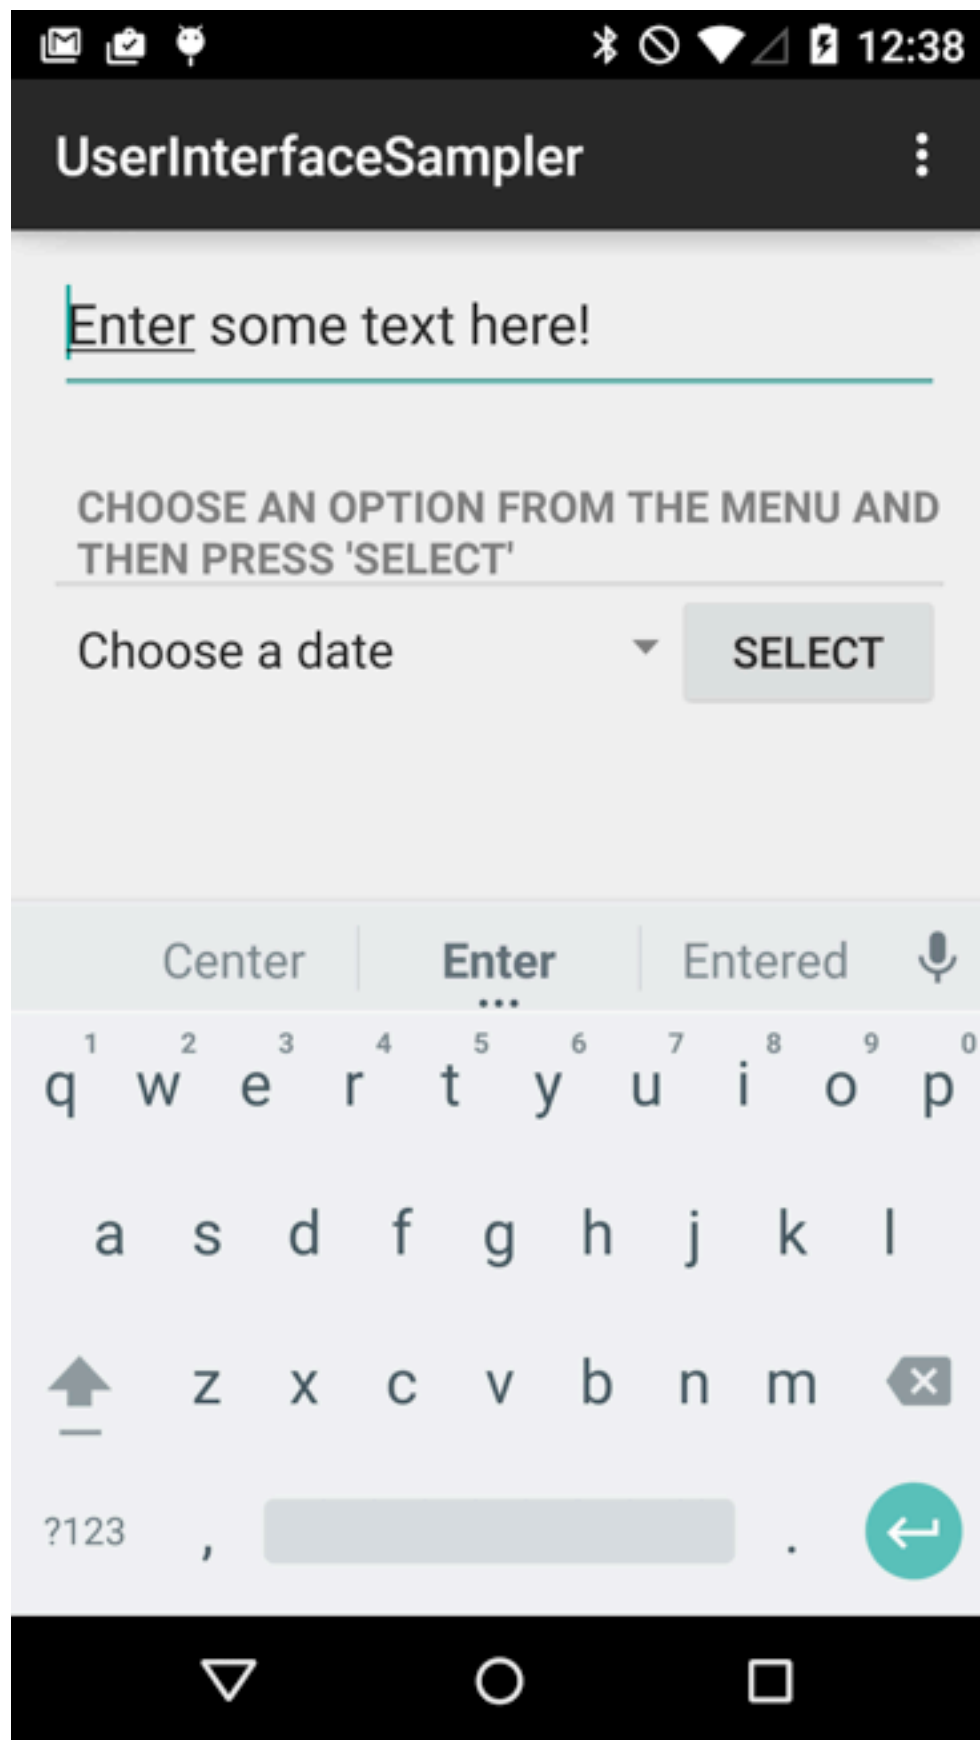 12:38
UserInterfaceSampler
Enter some text here!
CHOOSE AN OPTION FROM THE MENU AND
THEN PRESS 'SELECT'
Choose a date
SELECT
Center Enter Entered
1 2 3 4 5 6 7 8 9 0
q w e r t y u i o p
a s d f g h j k l
z x c v b n m
?123 , .